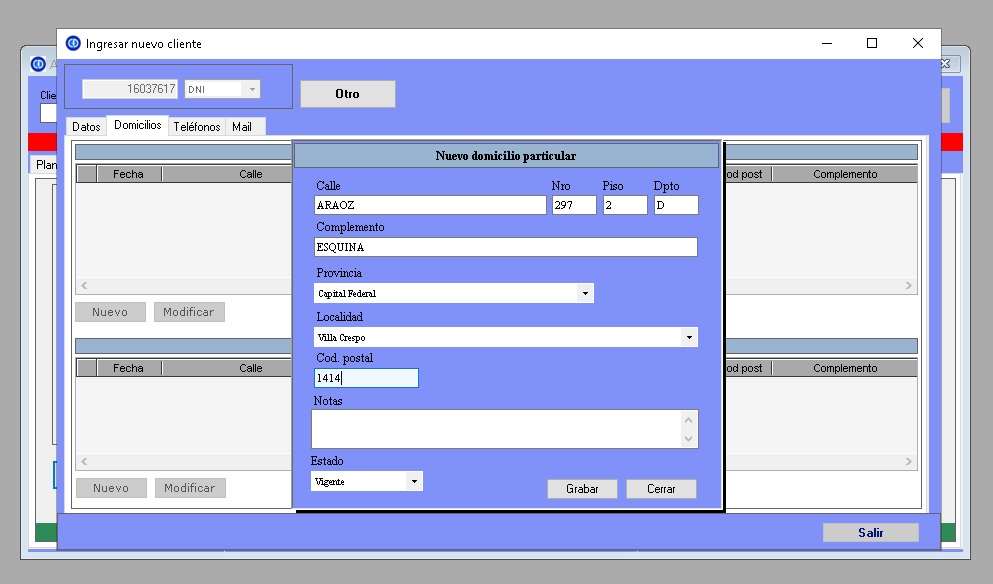 Ingresar nuevo cliente
Clie
16037617 DNI Otro
Datos Domicilios Teléfonos Mail
Plan
Nuevo domicilio particular
Fecha Calle od post Complemento
Calle Nro Piso Dpto
ARAOZ 297 2 D
Complemento
ESQUINA
Provincia
Capital Federal
Nuevo Modificar
Localidad
Villa Crespo
Cod. postal
Fecha Calle od post Complemento
1414
Notas
Estado
Vigente
Nuevo Modificar
Grabar Cerrar
Salir